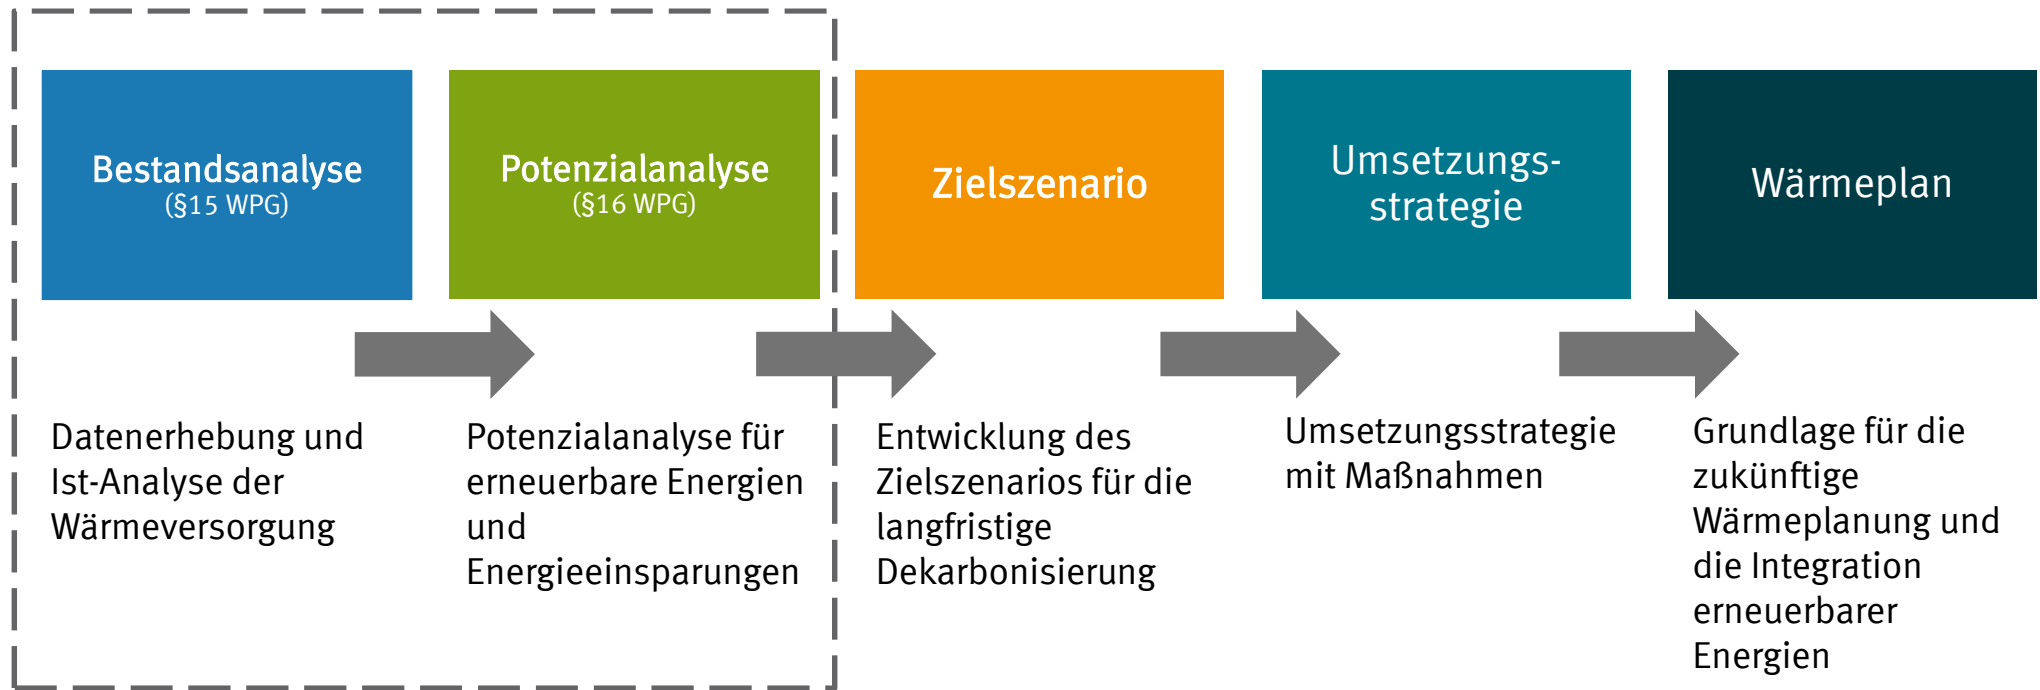 Bestandsanalyse
(§15 WPG)
Potenzialanalyse
(§16 WPG)
Zielszenario
Umsetzungs-
strategie
Wärmeplan
Datenerhebung und
Ist-Analyse der
Wärmeversorgung
Potenzialanalyse für
erneuerbare Energien
und
Energieeinsparungen
Entwicklung des
Zielszenarios für die
langfristige
Dekarbonisierung
Umsetzungsstrategie
mit Maßnahmen
Grundlage für die
zukünftige
Wärmeplanung und
die Integration
erneuerbarer
Energien